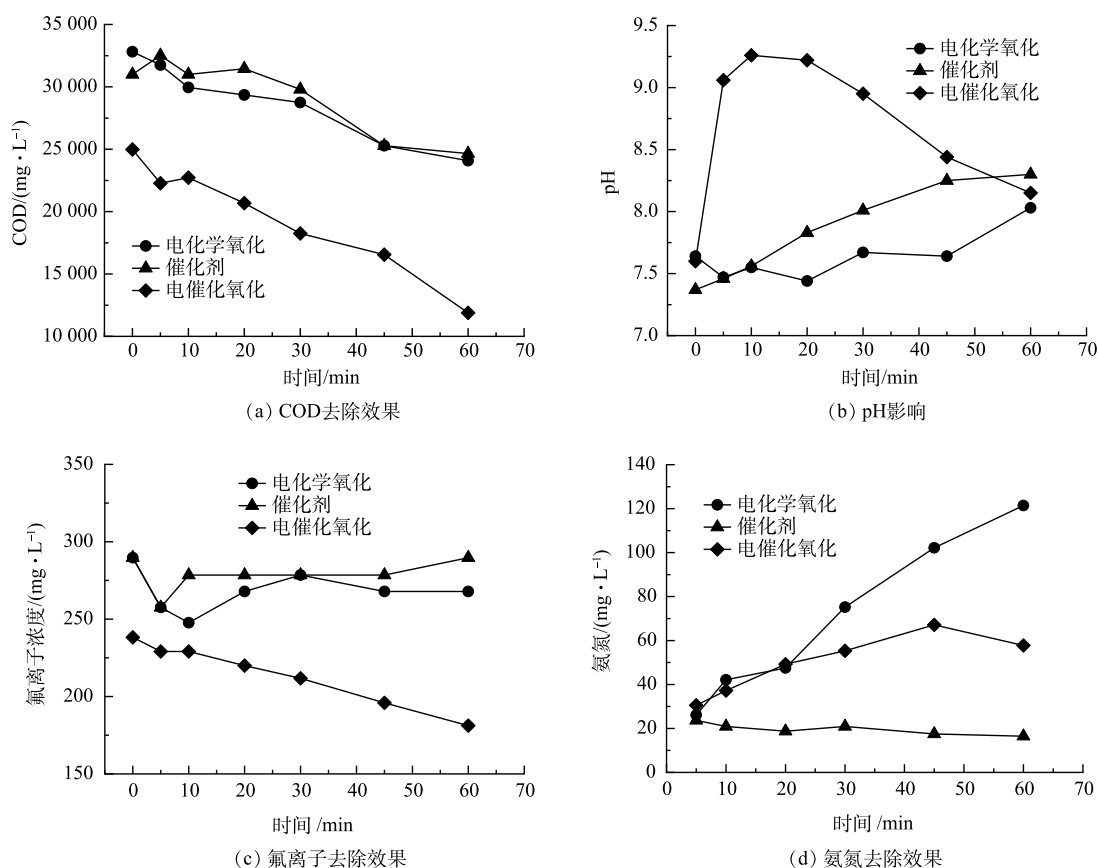 35 000
30 000
25 000
20 000
15 000
10 000
COD/(mg·L⁻¹)
电化学氧化
催化剂
电催化氧化
0 10 20 30 40 50 60 70
时间/min
(a) COD去除效果
9.5
9.0
8.5
8.0
7.5
7.0
pH
电化学氧化
催化剂
电催化氧化
0 10 20 30 40 50 60 70
时间/min
(b) pH影响
350
300
250
200
150
氟离子浓度/(mg·L⁻¹)
电化学氧化
催化剂
电催化氧化
0 10 20 30 40 50 60 70
时间 /min
(c) 氟离子去除效果
140
120
100
80
60
40
20
0
氨氮/(mg·L⁻¹)
电化学氧化
催化剂
电催化氧化
0 10 20 30 40 50 60 70
时间 /min
(d) 氨氮去除效果